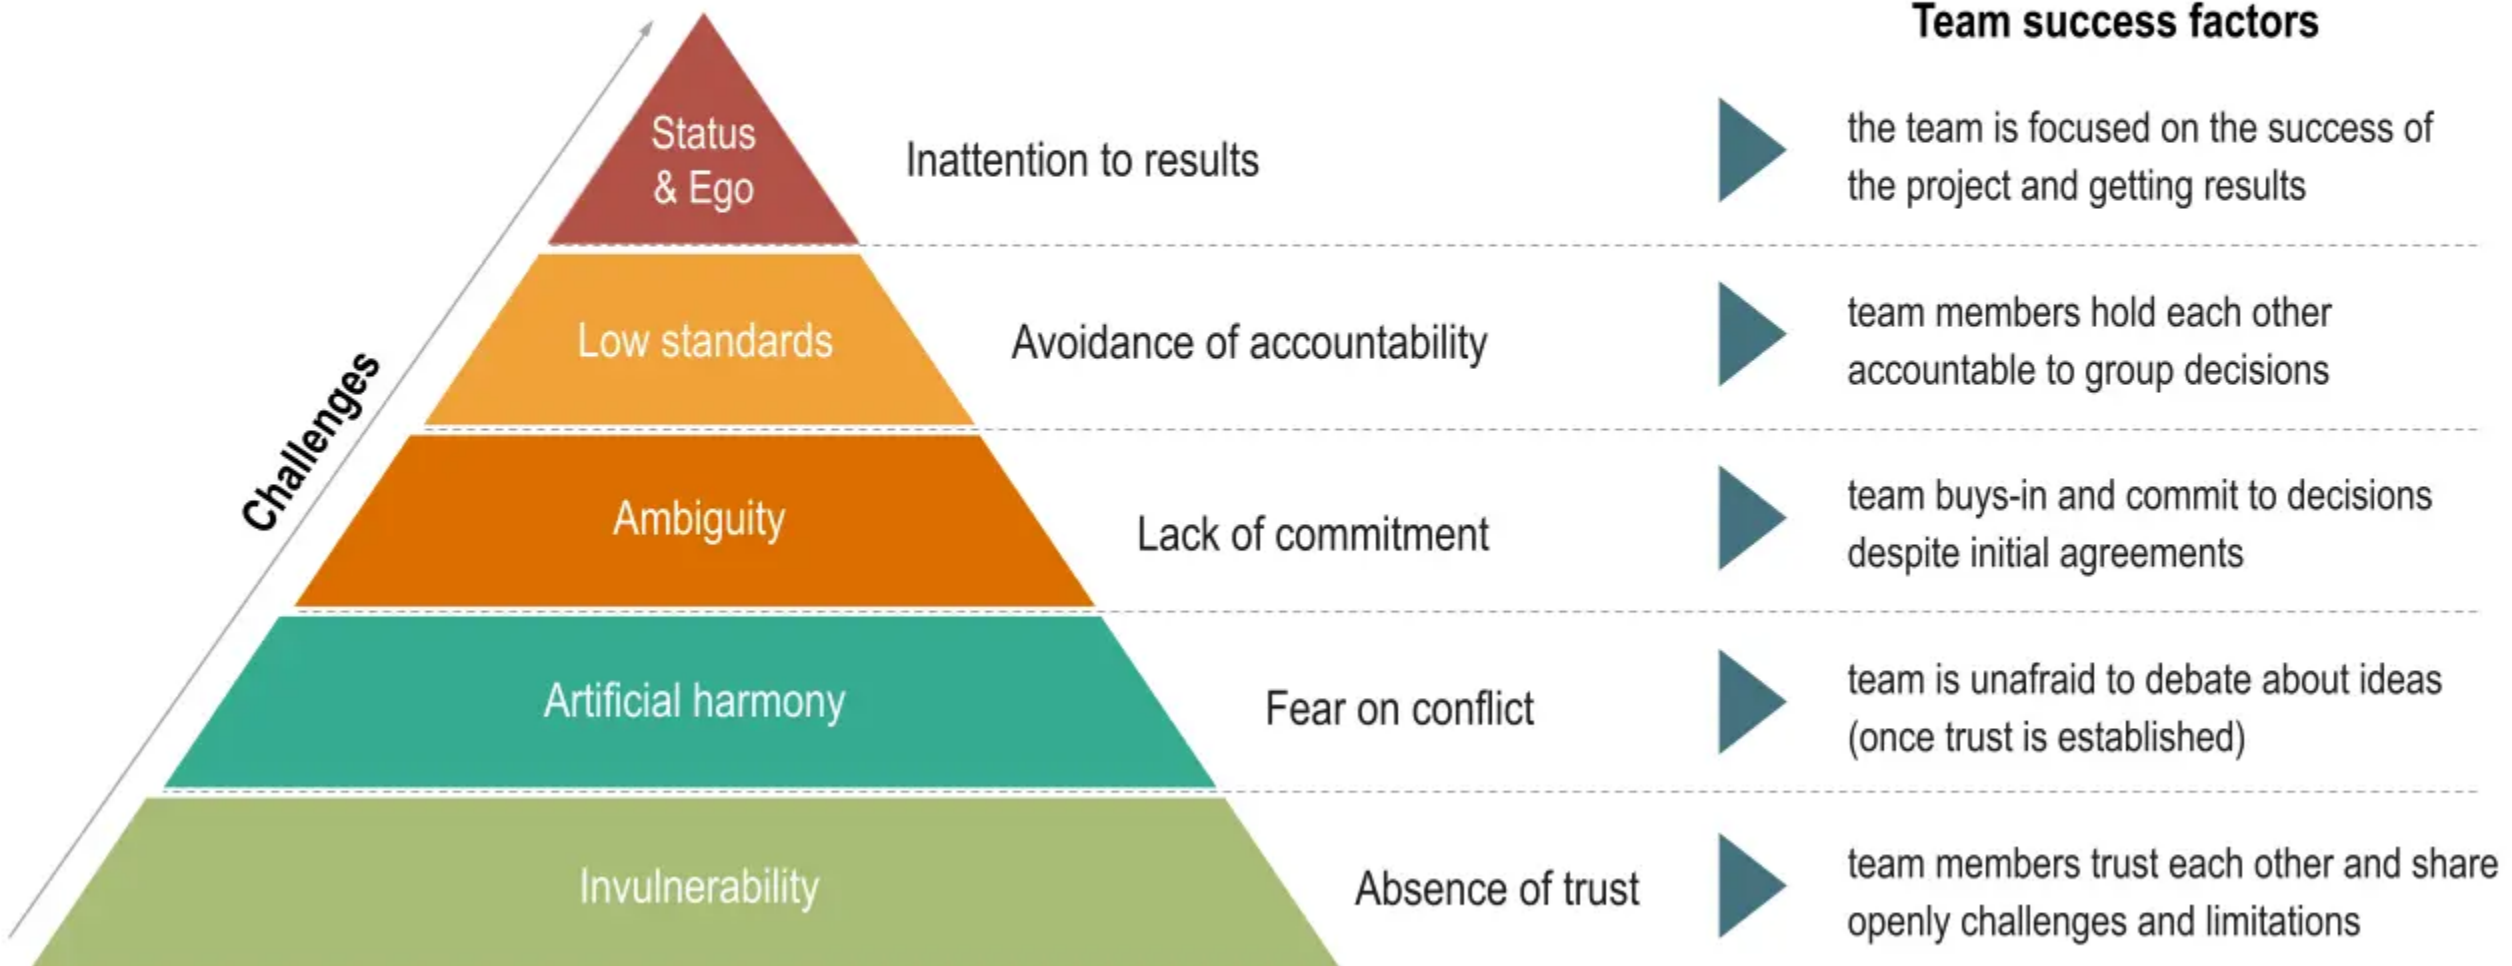 Team success factors
Challenges
Status
& Ego
Inattention to results
the team is focused on the success of
the project and getting results
Low standards
Avoidance of accountability
team members hold each other
accountable to group decisions
Ambiguity
Lack of commitment
team buys-in and commit to decisions
despite initial agreements
Artificial harmony
Fear on conflict
team is unafraid to debate about ideas
(once trust is established)
Invulnerability
Absence of trust
team members trust each other and share
openly challenges and limitations